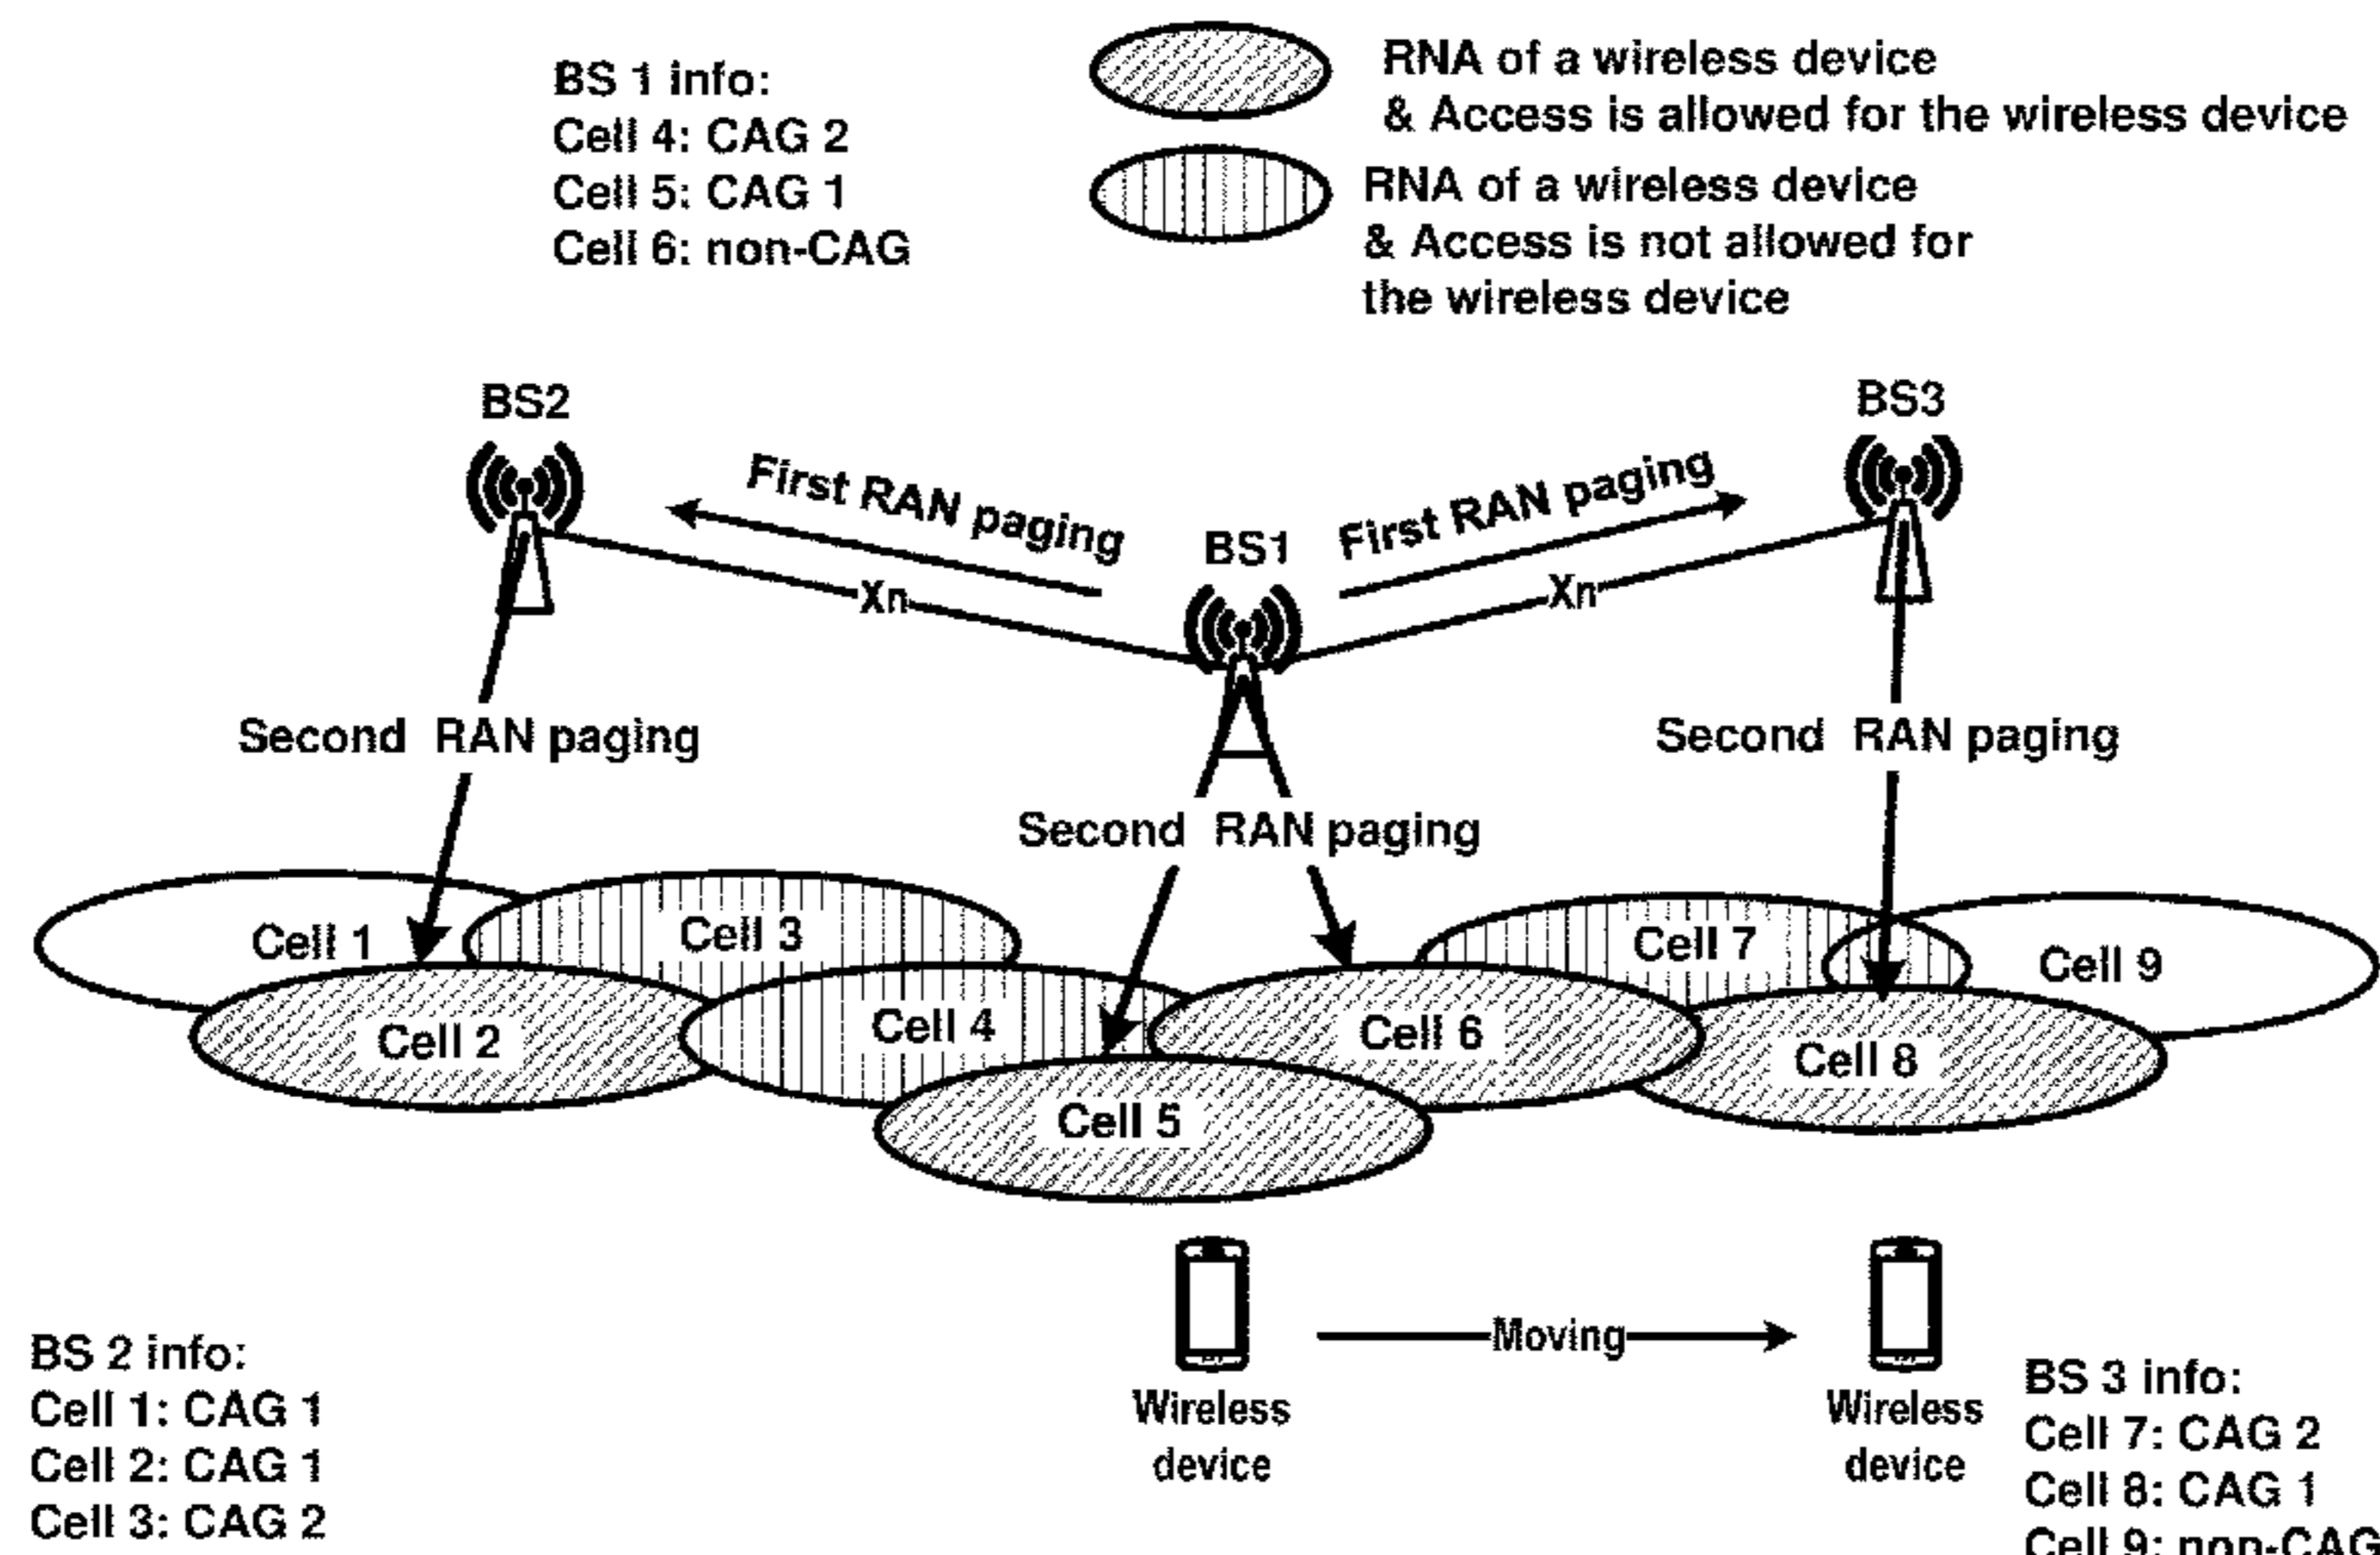 BS 1 info:
Cell 4: CAG 2
Cell 5: CAG 1
Cell 6: non-CAG
RNA of a wireless device
& Access is allowed for the wireless device
RNA of a wireless device
& Access is not allowed for
the wireless device
BS2
BS3
First RAN paging
First RAN paging
BS1
Xn
Xn
Second RAN paging
Second RAN paging
Second RAN paging
Cell 1
Cell 3
Cell 7
Cell 9
Cell 2
Cell 4
Cell 6
Cell 8
Cell 5
Moving
Wireless
device
Wireless
device
BS 2 info:
Cell 1: CAG 1
Cell 2: CAG 1
Cell 3: CAG 2
BS 3 info:
Cell 7: CAG 2
Cell 8: CAG 1
Cell 9: non-CAG